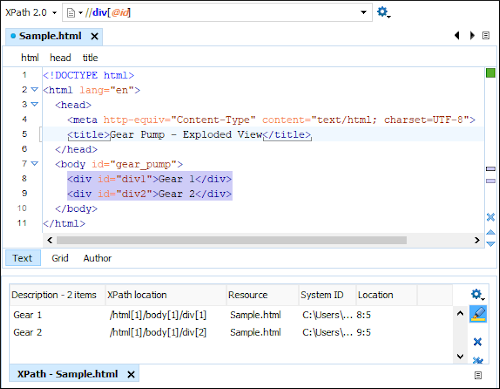 XPath 2.0 //div[@id]
Sample.html
html head title
1 <!DOCTYPE html>
2 <html lang="en">
3 <head>
4 <meta http-equiv="Content-Type" content="text/html; charset=UTF-8">
5 <title>Gear Pump - Exploded View</title>
6 </head>
7 <body id="gear_pump">
8 <div id="div1">Gear 1</div>
9 <div id="div2">Gear 2</div>
10 </body>
11 </html>
Text Grid Author
Description - 2 items XPath location Resource System ID Location
Gear 1 /html[1]/body[1]/div[1] Sample.html C:\Users\... 8:5
Gear 2 /html[1]/body[1]/div[2] Sample.html C:\Users\... 9:5
XPath - Sample.html